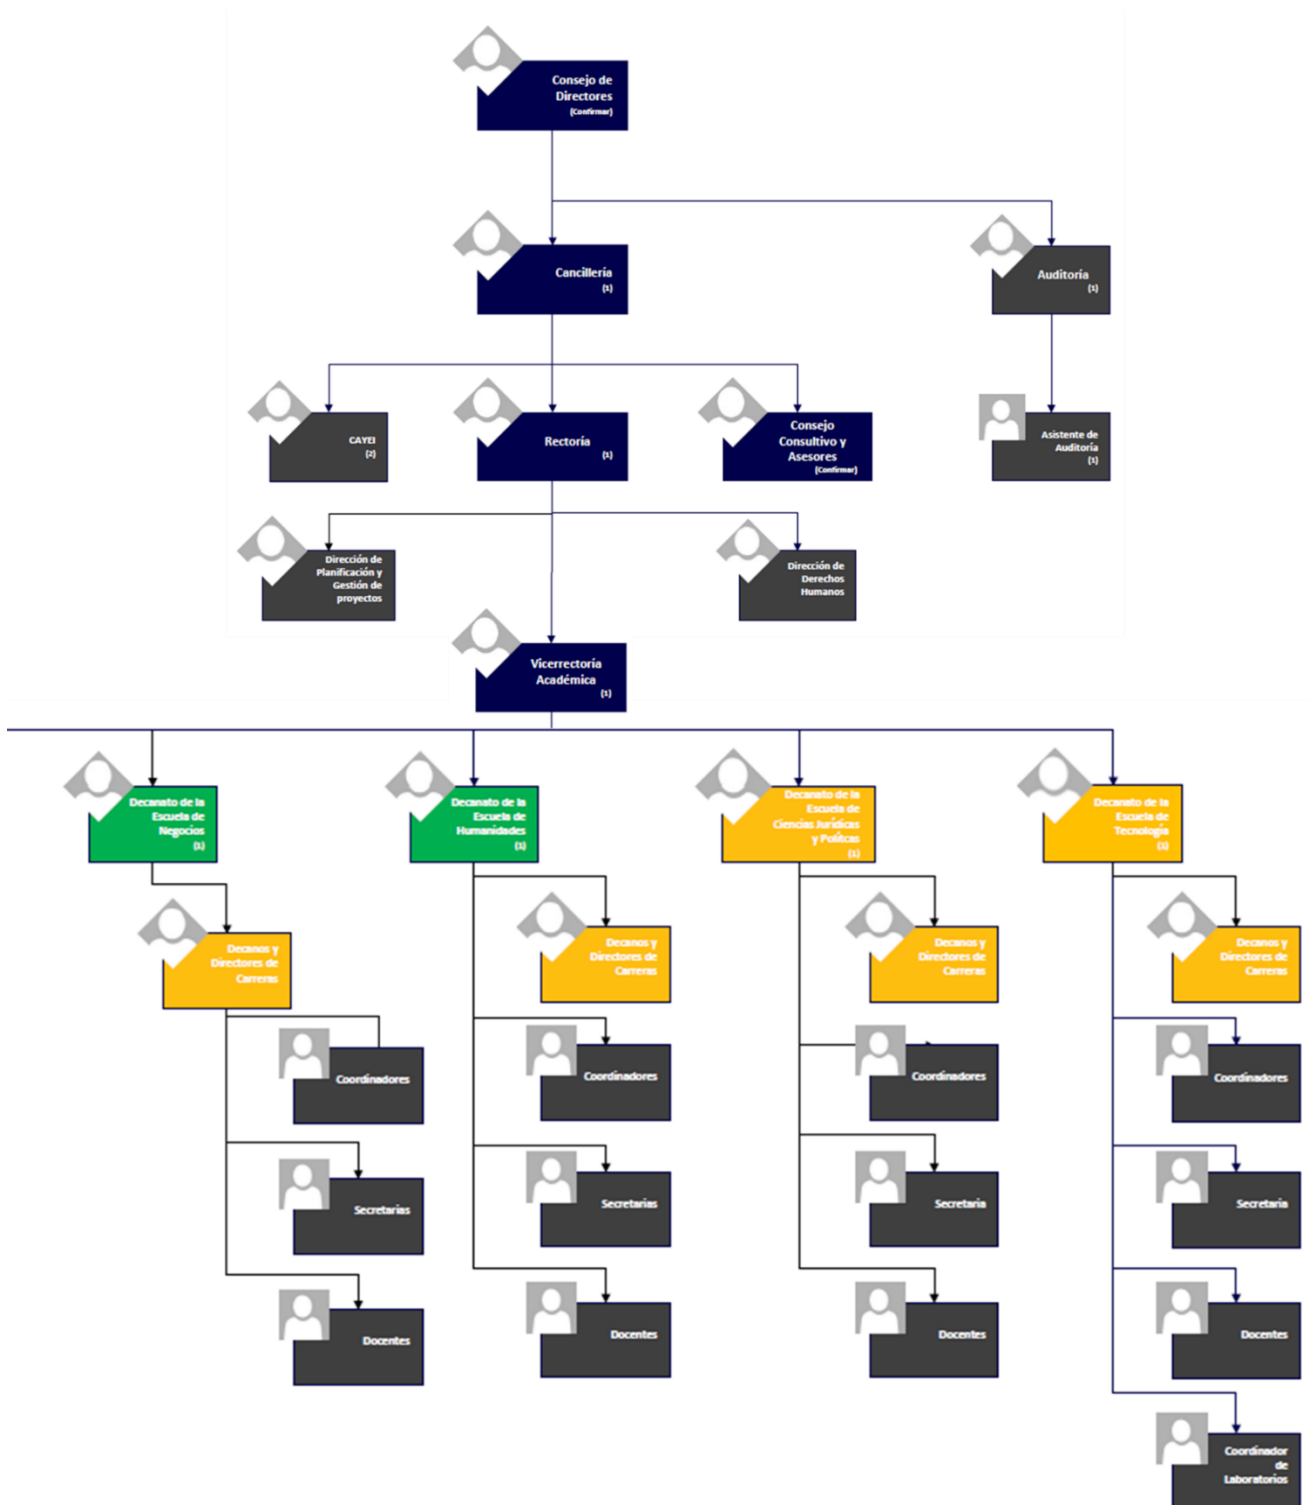 Consejo de
Directores
(Confirmar)
Cancillería
(1)
Auditoría
(1)
CAYEI
(2)
Rectoría
(1)
Consejo
Consultivo y
Asesores
(Confirmar)
Asistente de
Auditoría
(1)
Dirección de
Planificación y
Gestión de
proyectos
Dirección de
Derechos
Humanos
Vicerrectoría
Académica
(1)
Decanato de la
Escuela de
Negocios
(1)
Decanato de la
Escuela de
Humanidades
(1)
Decanato de la
Escuela de
Ciencias Jurídicas
y Polítcas
(1)
Decanato de la
Escuela de
Tecnología
(1)
Decanos y
Directores de
Carreras
Decanos y
Directores de
Carreras
Decanos y
Directores de
Carreras
Decanos y
Directores de
Carreras
Coordinadores
Coordinadores
Coordinadores
Coordinadores
Secretarias
Secretarias
Secretaria
Secretaria
Docentes
Docentes
Docentes
Docentes
Coordinador
de
Laboratorios